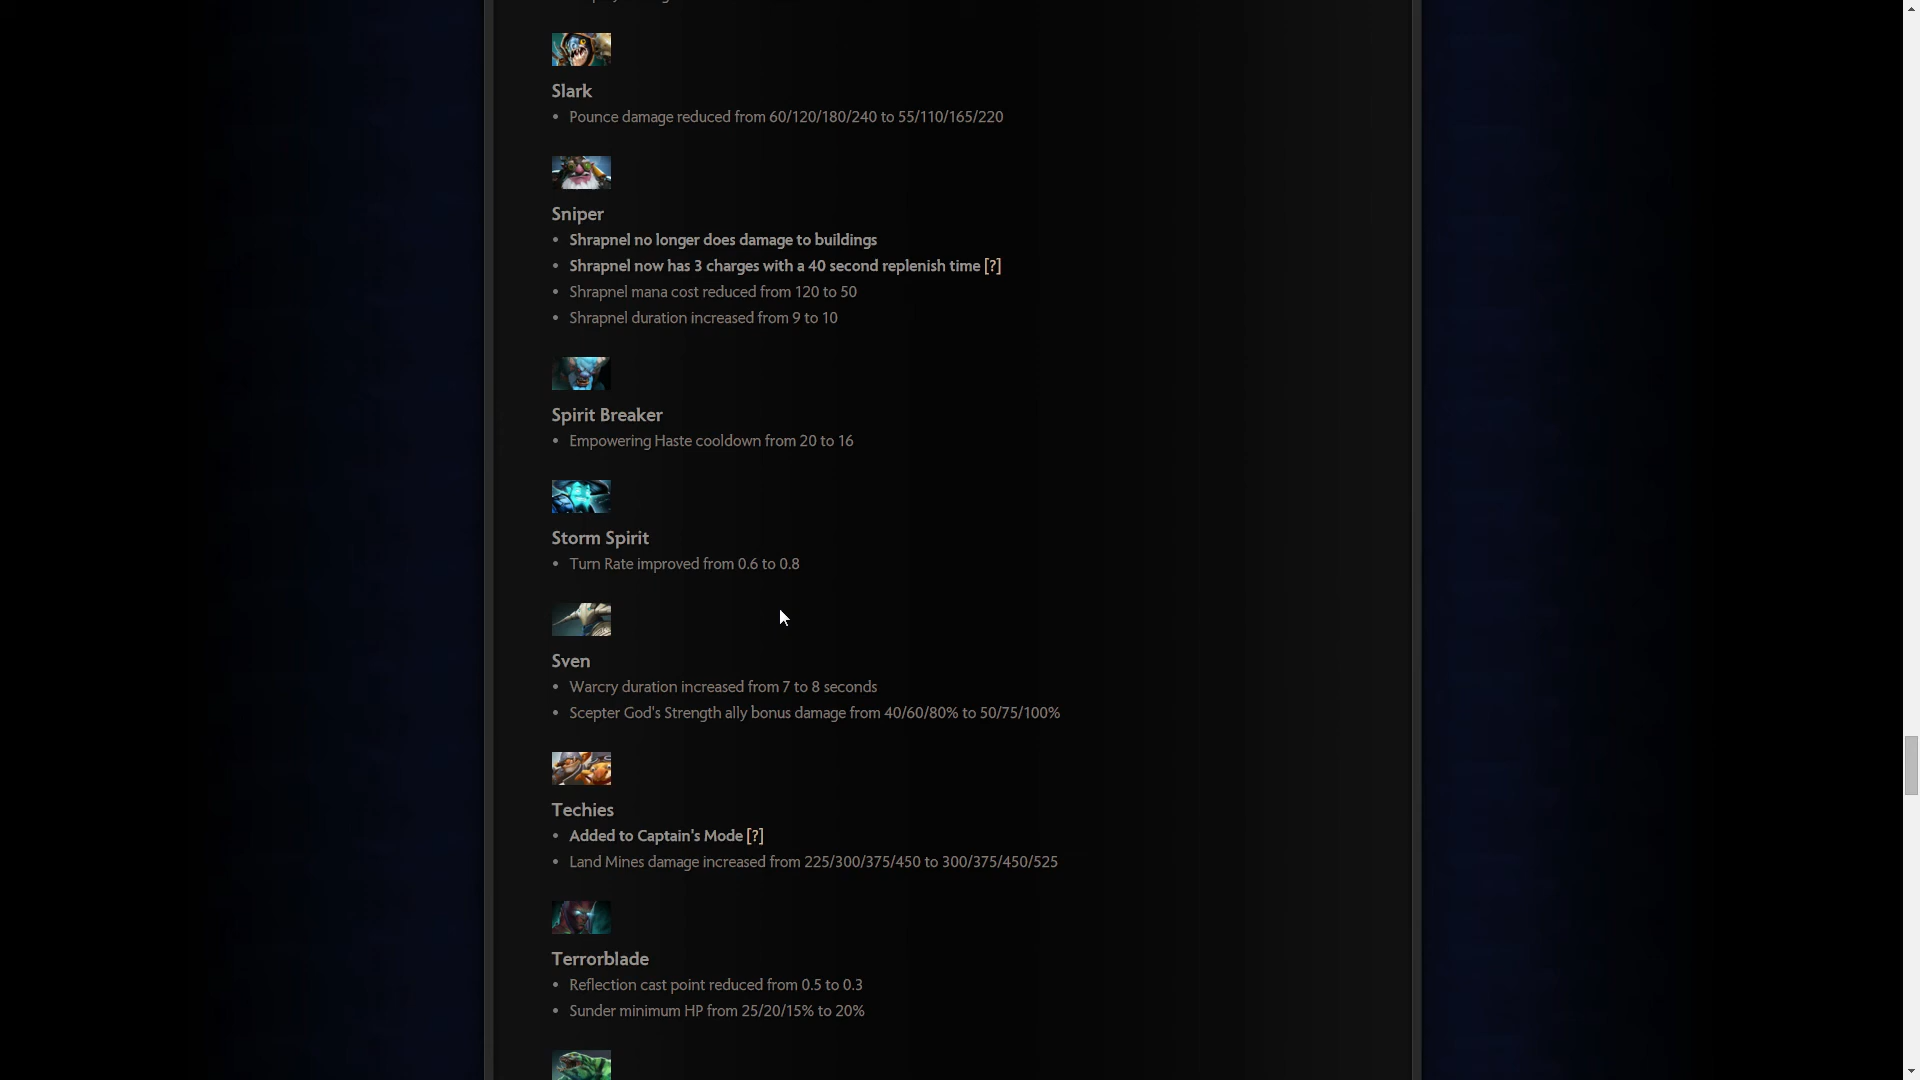 Slark
• Pounce damage reduced from 60/120/180/240 to 55/110/165/220
Sniper
• Shrapnel no longer does damage to buildings
• Shrapnel now has 3 charges with a 40 second replenish time [?]
• Shrapnel mana cost reduced from 120 to 50
• Shrapnel duration increased from 9 to 10
Spirit Breaker
• Empowering Haste cooldown from 20 to 16
Storm Spirit
• Turn Rate improved from 0.6 to 0.8
Sven
• Warcry duration increased from 7 to 8 seconds
• Scepter God's Strength ally bonus damage from 40/60/80% to 50/75/100%
Techies
• Added to Captain's Mode [?]
• Land Mines damage increased from 225/300/375/450 to 300/375/450/525
Terrorblade
• Reflection cast point reduced from 0.5 to 0.3
• Sunder minimum HP from 25/20/15% to 20%